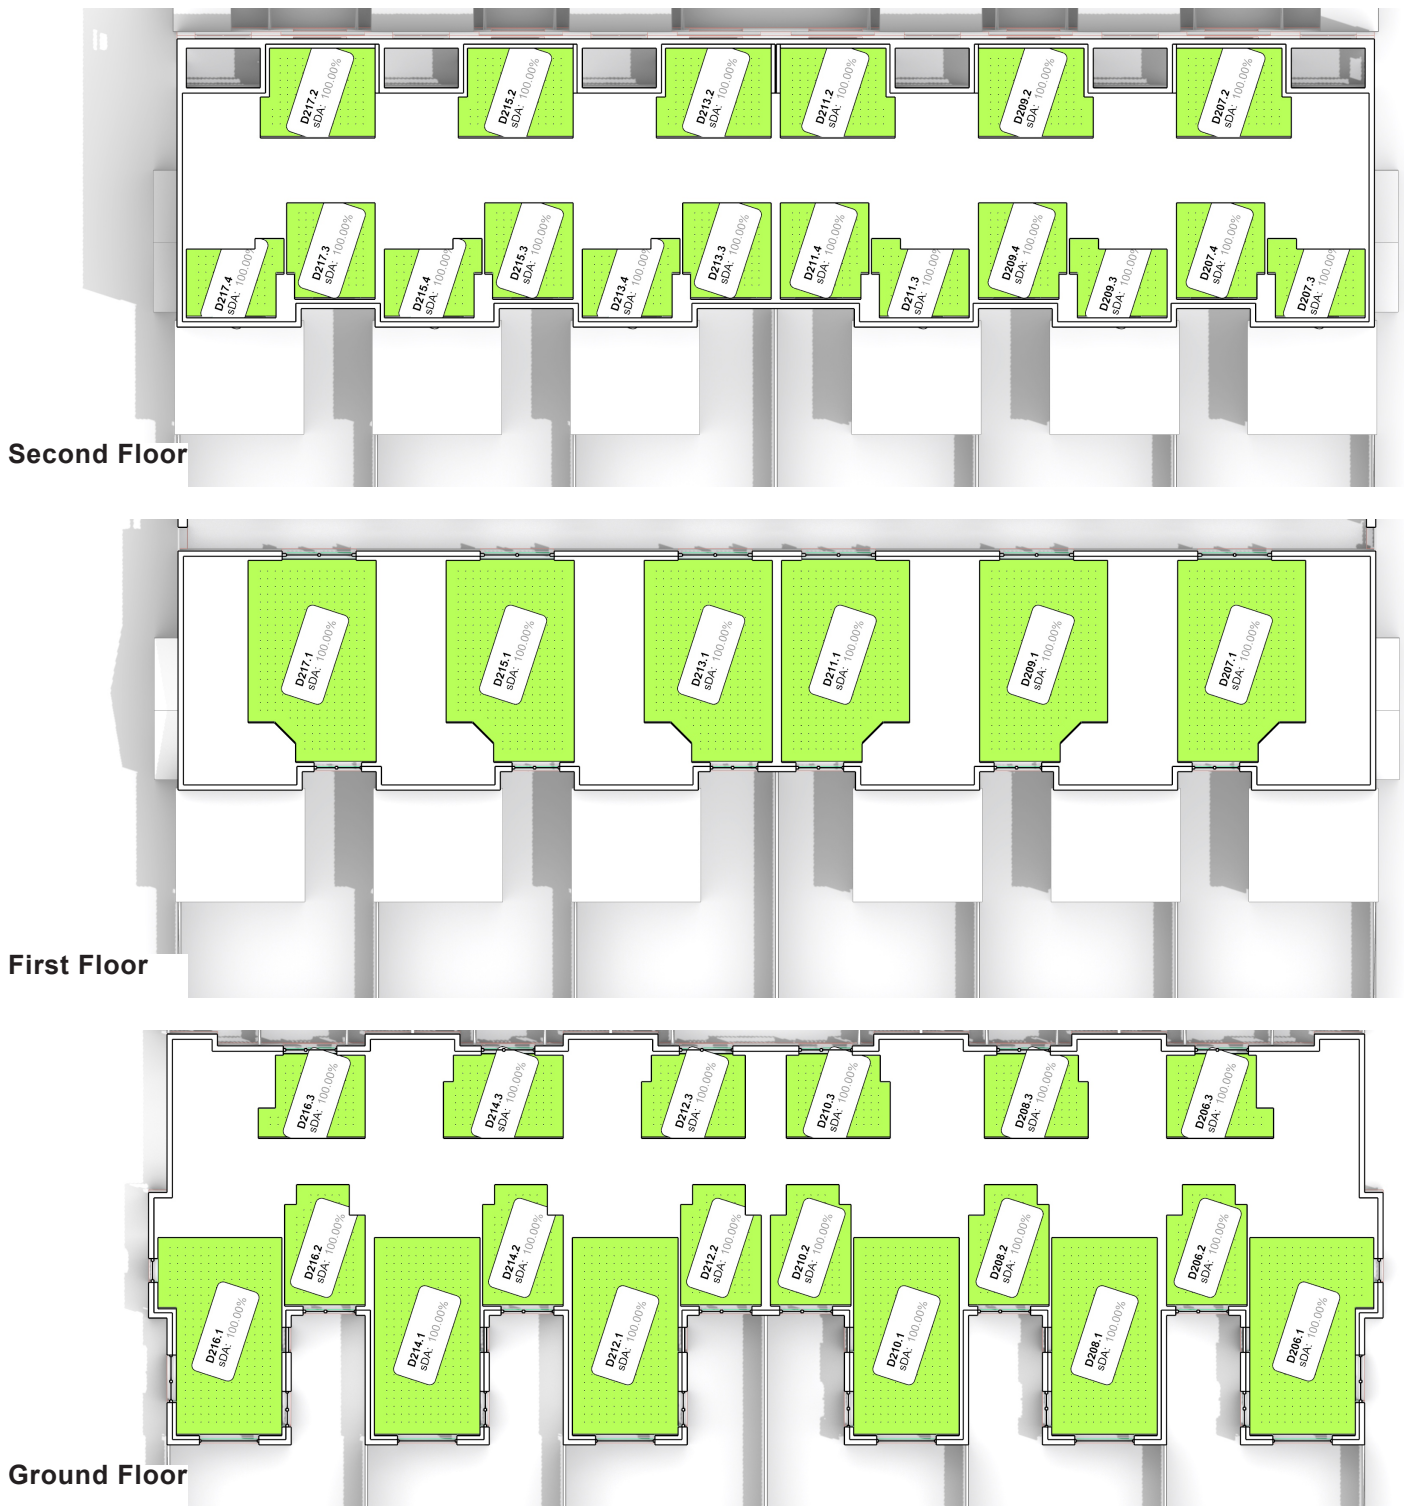 D217.2
sDA: 100.00%
D215.2
sDA: 100.00%
D213.2
sDA: 100.00%
D211.2
sDA: 100.00%
D209.2
sDA: 100.00%
D207.2
sDA: 100.00%
D217.4
sDA: 100.00%
D217.3
sDA: 100.00%
D215.4
sDA: 100.00%
D215.3
sDA: 100.00%
D213.4
sDA: 100.00%
D213.3
sDA: 100.00%
D211.4
sDA: 100.00%
D211.3
sDA: 100.00%
D209.4
sDA: 100.00%
D209.3
sDA: 100.00%
D207.4
sDA: 100.00%
D207.3
sDA: 100.00%
Second Floor
D217.1
sDA: 100.00%
D215.1
sDA: 100.00%
D213.1
sDA: 100.00%
D211.1
sDA: 100.00%
D209.1
sDA: 100.00%
D207.1
sDA: 100.00%
First Floor
D216.3
sDA: 100.00%
D214.3
sDA: 100.00%
D212.3
sDA: 100.00%
D210.3
sDA: 100.00%
D208.3
sDA: 100.00%
D206.3
sDA: 100.00%
D216.2
sDA: 100.00%
D214.2
sDA: 100.00%
D212.2
sDA: 100.00%
D210.2
sDA: 100.00%
D208.2
sDA: 100.00%
D206.2
sDA: 100.00%
D216.1
sDA: 100.00%
D214.1
sDA: 100.00%
D212.1
sDA: 100.00%
D210.1
sDA: 100.00%
D208.1
sDA: 100.00%
D206.1
sDA: 100.00%
Ground Floor